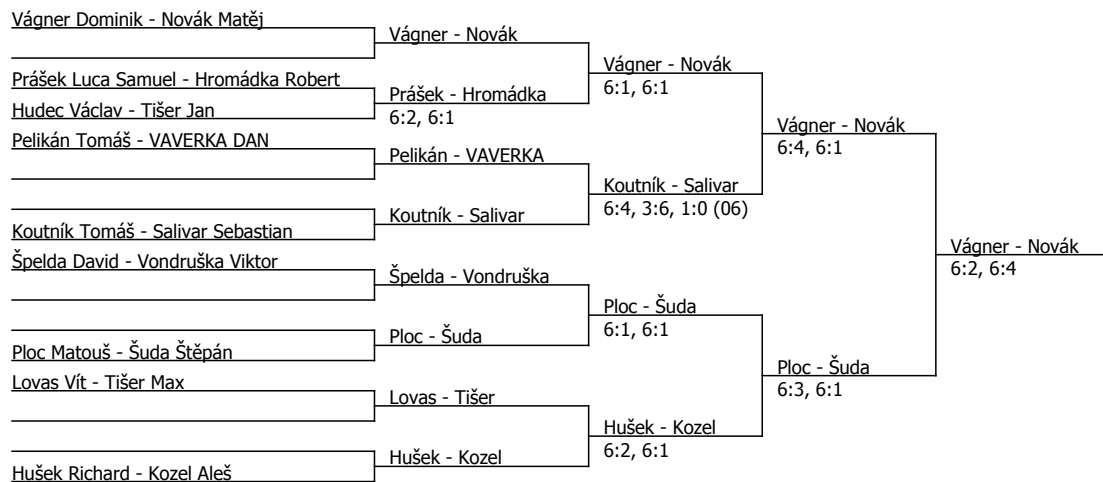 Vágner Dominik - Novák Matěj
Vágner - Novák
Prášek Luca Samuel - Hromádka Robert
Vágner - Novák
6:1, 6:1
Prášek - Hromádka
6:2, 6:1
Hudec Václav - Tišer Jan
Vágner - Novák
6:4, 6:1
Pelikán Tomáš - VAVERKA DAN
Pelikán - VAVERKA
Koutník - Salivar
6:4, 3:6, 1:0 (06)
Koutník - Salivar
Koutník Tomáš - Salivar Sebastian
Vágner - Novák
6:2, 6:4
Špelda David - Vondruška Viktor
Špelda - Vondruška
Ploc - Šuda
6:1, 6:1
Ploc - Šuda
Ploc Matouš - Šuda Štěpán
Ploc - Šuda
6:3, 6:1
Lovas Vít - Tišer Max
Lovas - Tišer
Hušek - Kozel
6:2, 6:1
Hušek - Kozel
Hušek Richard - Kozel Aleš